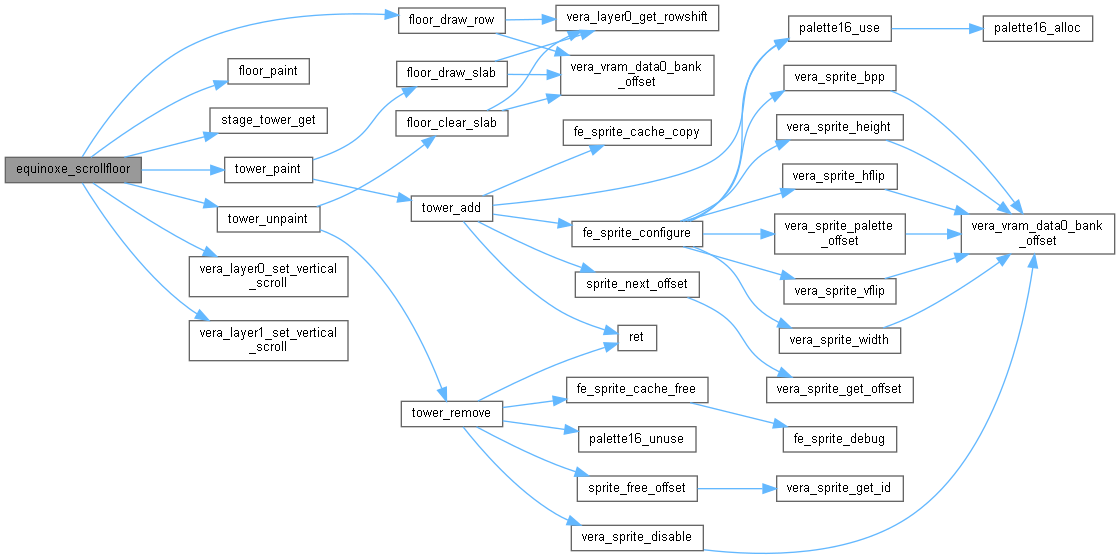 equinoxe_scrollfloor
floor_draw_row
floor_paint
stage_tower_get
tower_paint
tower_unpaint
vera_layer0_set_vertical
_scroll
vera_layer1_set_vertical
_scroll
floor_draw_slab
floor_clear_slab
tower_add
tower_remove
vera_layer0_get_rowshift
vera_vram_data0_bank
_offset
fe_sprite_cache_copy
fe_sprite_configure
sprite_next_offset
ret
fe_sprite_cache_free
palette16_unuse
sprite_free_offset
vera_sprite_disable
palette16_use
vera_sprite_bpp
vera_sprite_height
vera_sprite_hflip
vera_sprite_palette
_offset
vera_sprite_vflip
vera_sprite_width
vera_sprite_get_offset
fe_sprite_debug
vera_sprite_get_id
palette16_alloc
vera_vram_data0_bank
_offset